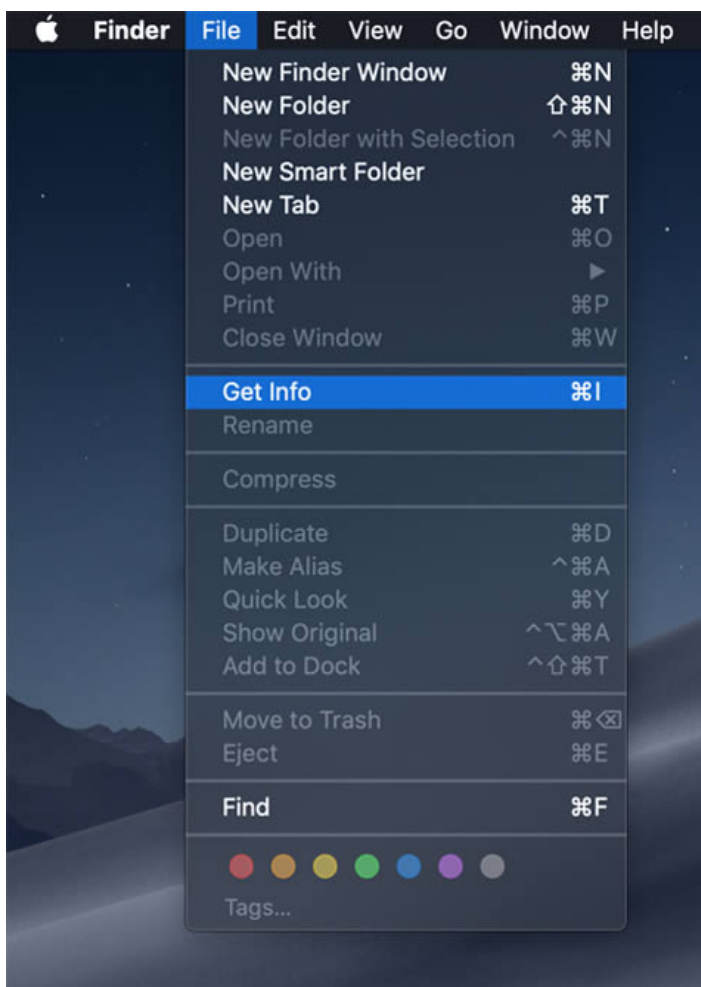 Finder File Edit View Go Window Help
New Finder Window ⌘N
New Folder ⇧⌘N
New Folder with Selection ^⌘N
New Smart Folder
New Tab ⌘T
Open ⌘O
Open With ▶
Print ⌘P
Close Window ⌘W
Get Info ⌘I
Rename
Compress
Duplicate ⌘D
Make Alias ^⌘A
Quick Look ⌘Y
Show Original ^⌥⌘A
Add to Dock ^⇧⌘T
Move to Trash ⌘⌫
Eject ⌘E
Find ⌘F
Tags...